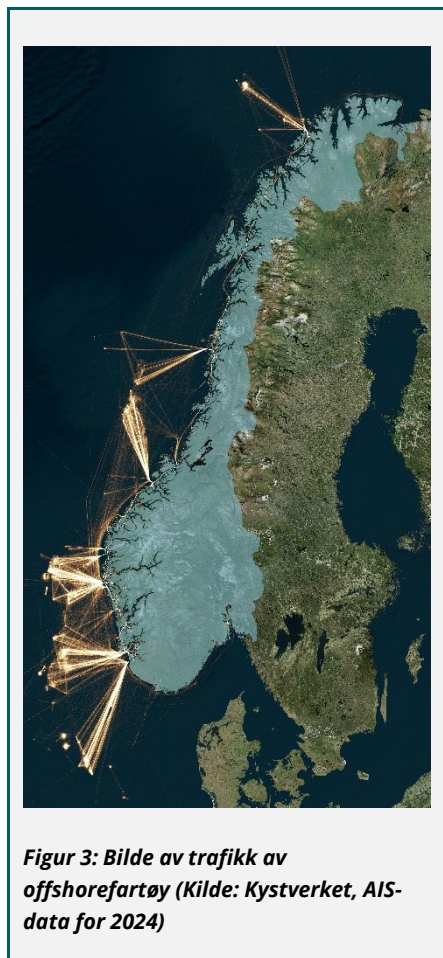 Figur 3: Bilde av trafikk av
offshorefartøy (Kilde: Kystverket, AIS-
data for 2024)